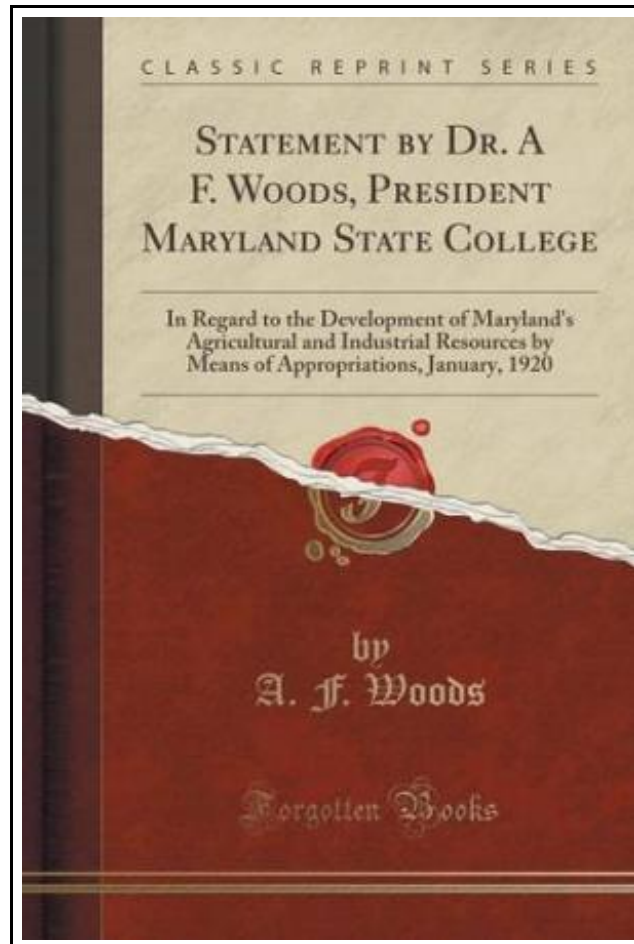 CLASSIC REPRINT SERIES
STATEMENT BY DR. A
F. WOODS, PRESIDENT
MARYLAND STATE COLLEGE
In Regard to the Development of Maryland's
Agricultural and Industrial Resources by
Means of Appropriations, January, 1920
F
by
A. F. Woods
Forgotten Books